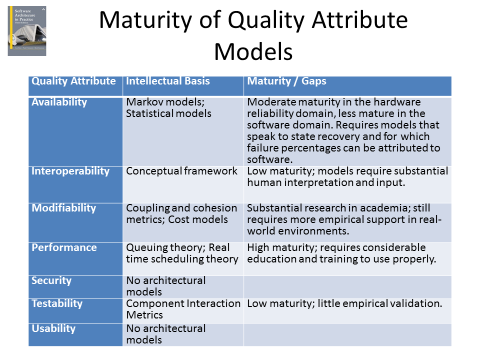 Software
Architecture
in Practice
Maturity of Quality Attribute
Models
Quality Attribute Intellectual Basis Maturity / Gaps
Availability Markov models; Moderate maturity in the hardware
Statistical models reliability domain, less mature in the
software domain. Requires models that
speak to state recovery and for which
failure percentages can be attributed to
software.
Interoperability Conceptual framework Low maturity; models require substantial
human interpretation and input.
Modifiability Coupling and cohesion Substantial research in academia; still
metrics; Cost models requires more empirical support in real-
world environments.
Performance Queuing theory; Real High maturity; requires considerable
time scheduling theory education and training to use properly.
Security No architectural
models
Testability Component Interaction Low maturity; little empirical validation.
Metrics
Usability No architectural
models